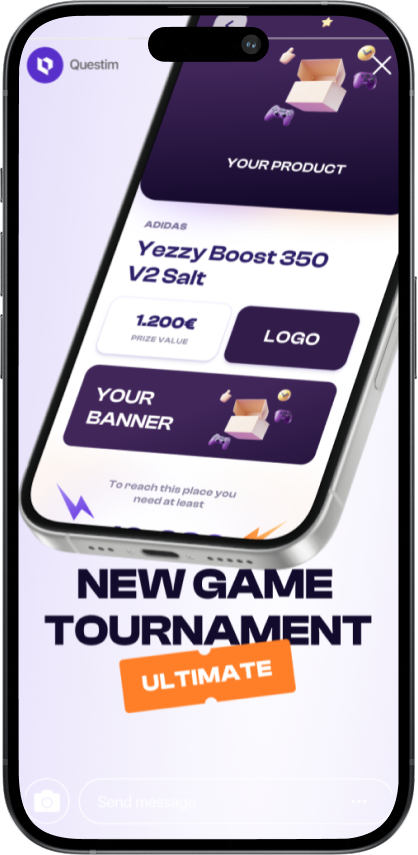 Questim
YOUR PRODUCT
ADIDAS
Yezzy Boost 350
V2 Salt
1.200€
PRIZE VALUE
LOGO
YOUR
BANNER
To reach this place you
need at least
NEW GAME
TOURNAMENT
ULTIMATE
Send message